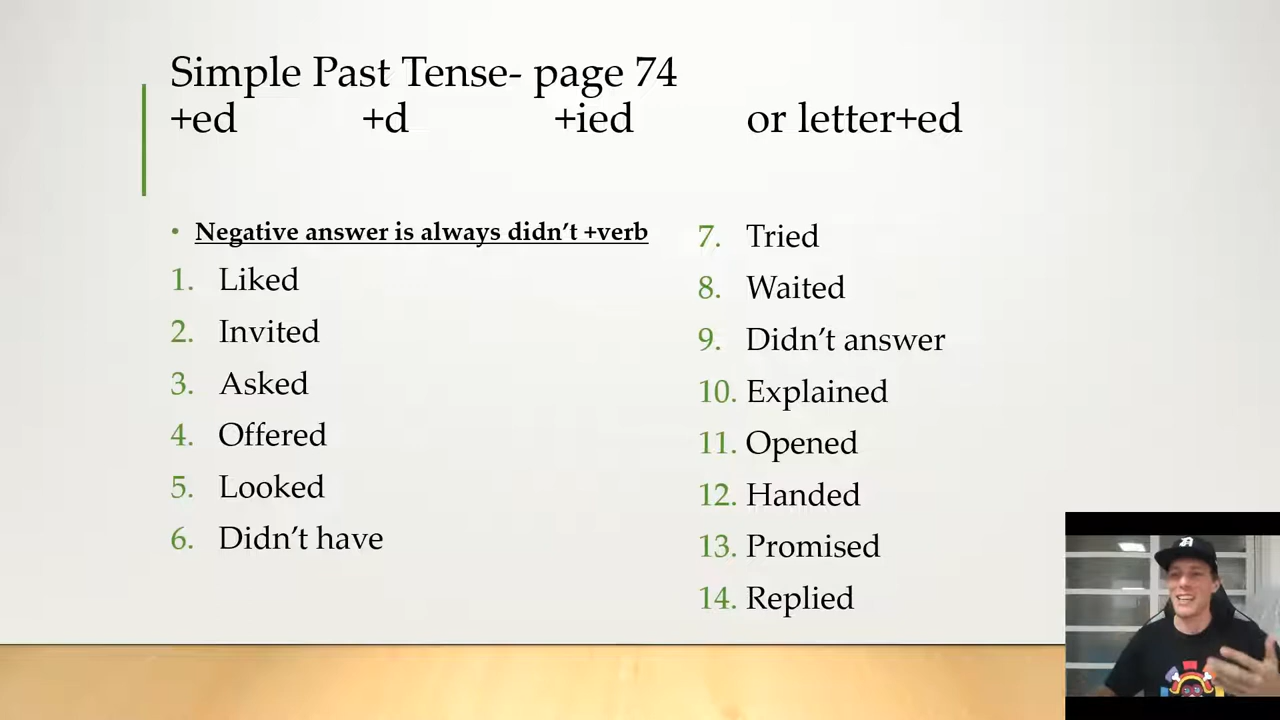 Simple Past Tense- page 74
+ed +d +ied or letter+ed
• Negative answer is always didn’t +verb
1. Liked
2. Invited
3. Asked
4. Offered
5. Looked
6. Didn’t have
7. Tried
8. Waited
9. Didn’t answer
10. Explained
11. Opened
12. Handed
13. Promised
14. Replied